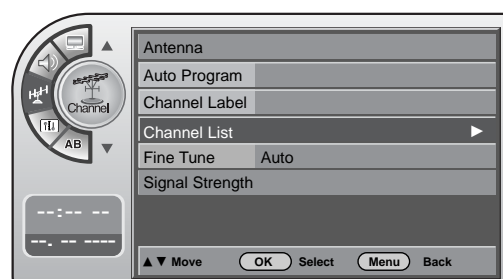 Antenna
Auto Program
Channel Label
Channel List ▶
Fine Tune Auto
Signal Strength
▲▼ Move OK Select Menu Back
Channel
AB
--:-- --
--. -- ----